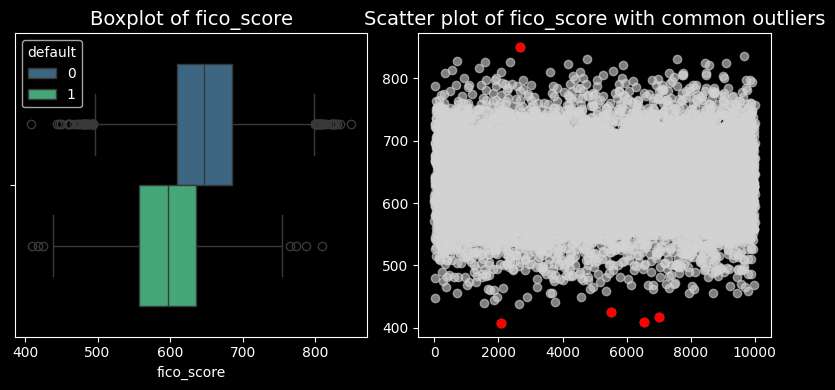 Boxplot of fico_score
default
0
1
400 500 600 700 800
fico_score
Scatter plot of fico_score with common outliers
800
700
600
500
400
0 2000 4000 6000 8000 10000